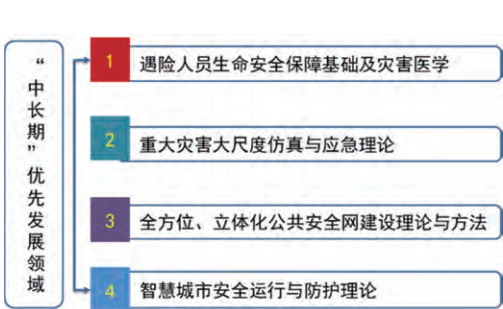 “中长期”优先发展领域
1 遇险人员生命安全保障基础及灾害医学
2 重大灾害大尺度仿真与应急理论
3 全方位、立体化公共安全网建设理论与方法
4 智慧城市安全运行与防护理论